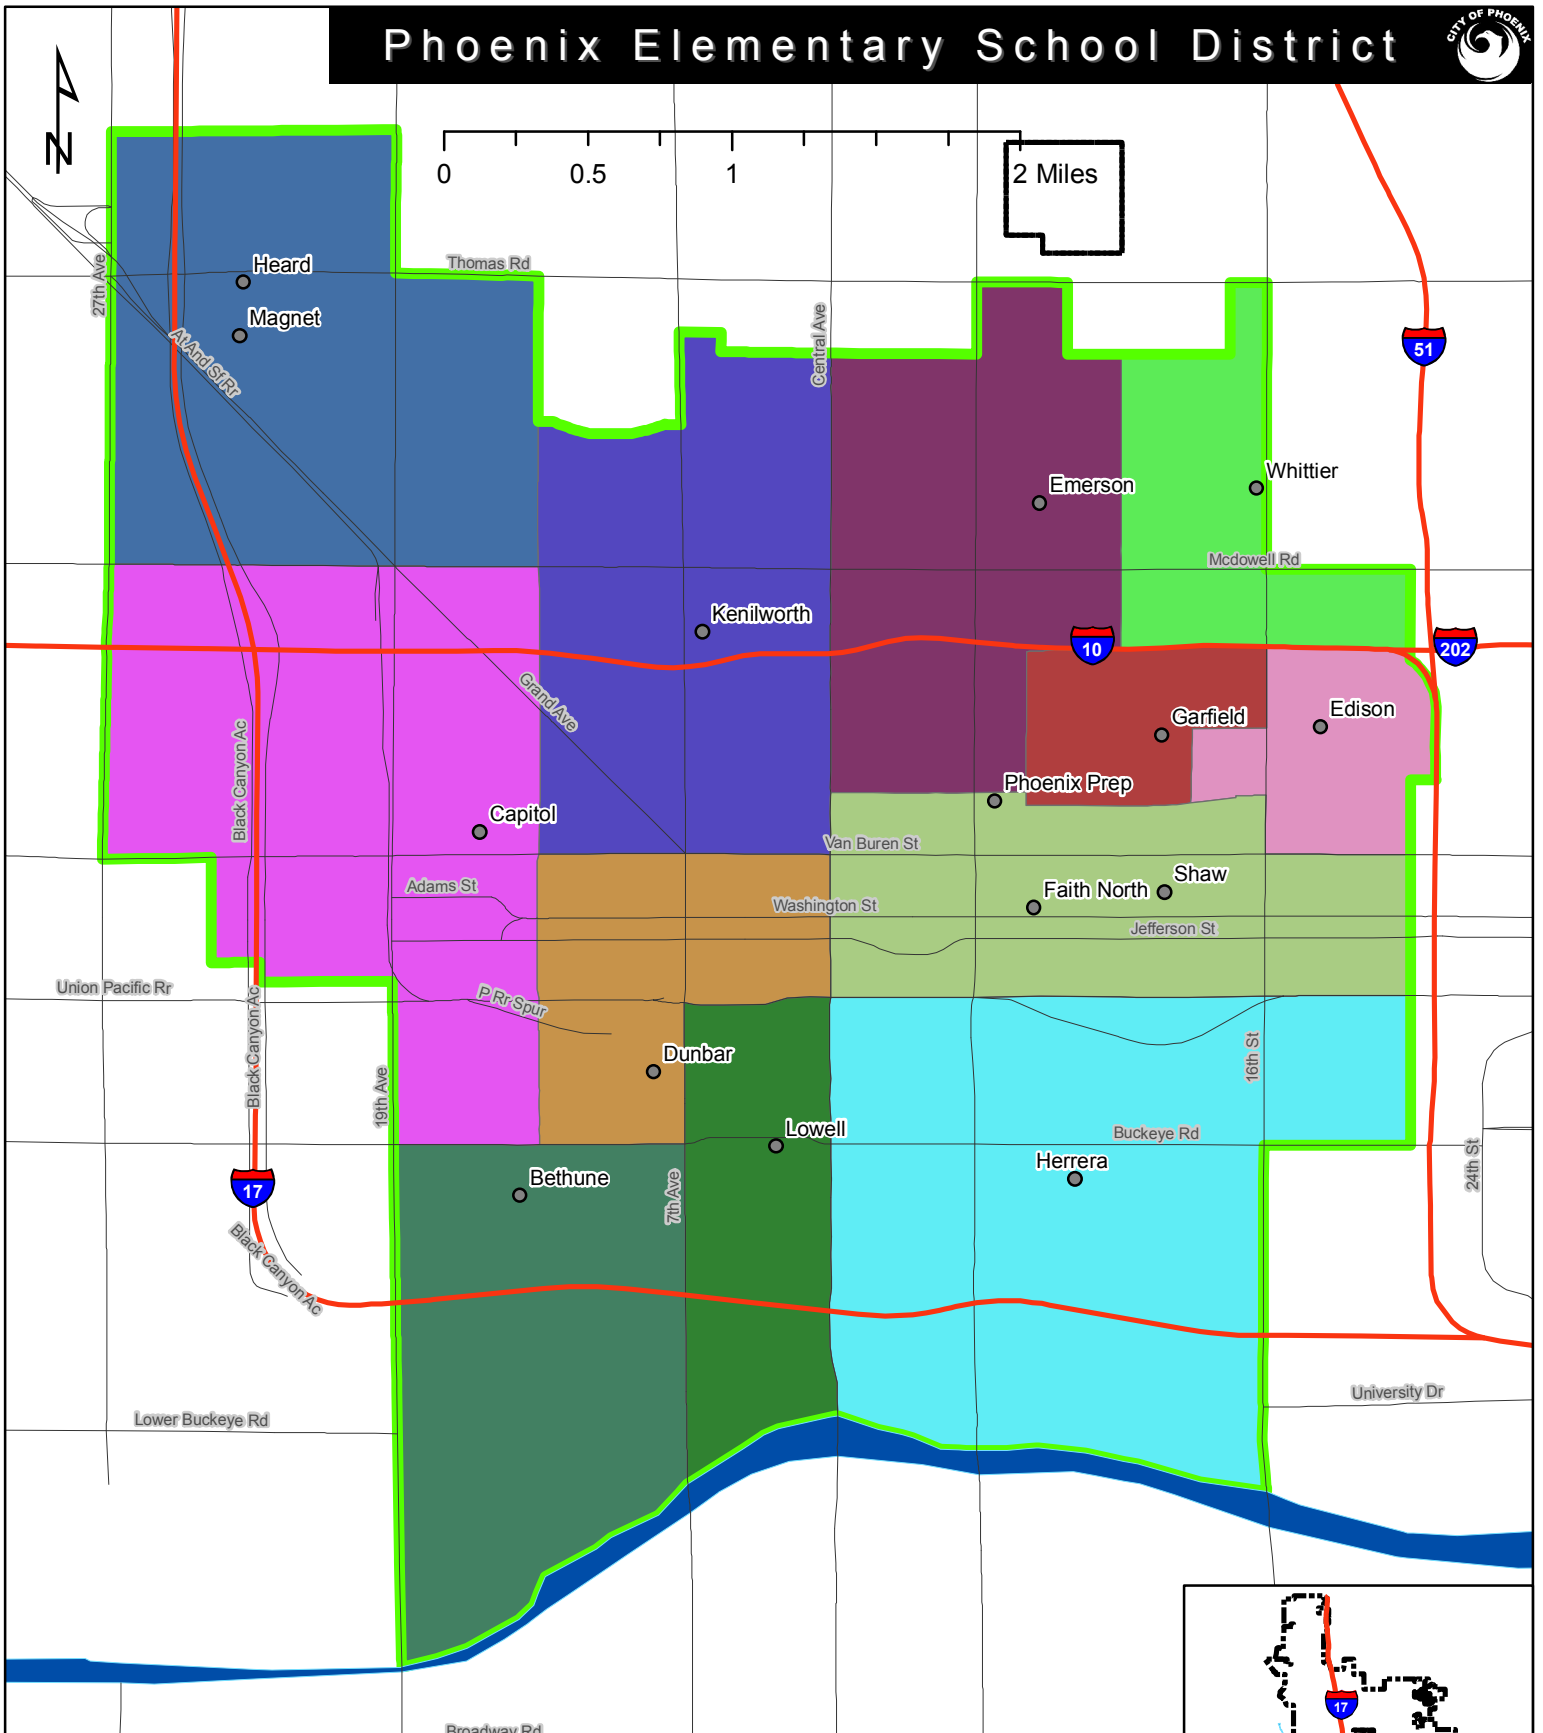 Phoenix Elementary School District
CITY OF PHOENIX
N
0
0.5
1
2 Miles
Heard
Thomas Rd
27th Ave
Magnet
Central Ave
At And Sf Rr
51
Whittier
Emerson
Mcdowell Rd
Kenilworth
10
202
Grand Ave
Garfield
Edison
Black Canyon Ac
Phoenix Prep
Capitol
Van Buren St
Shaw
Adams St
Faith North
Washington St
Jefferson St
Union Pacific Rr
P Rr Spur
Black Canyon Ac
Dunbar
16th St
19th Ave
Lowell
Buckeye Rd
Herrera
24th St
Bethune
17
7th Ave
Black Canyon Ac
University Dr
Lower Buckeye Rd
17
Broadway Rd